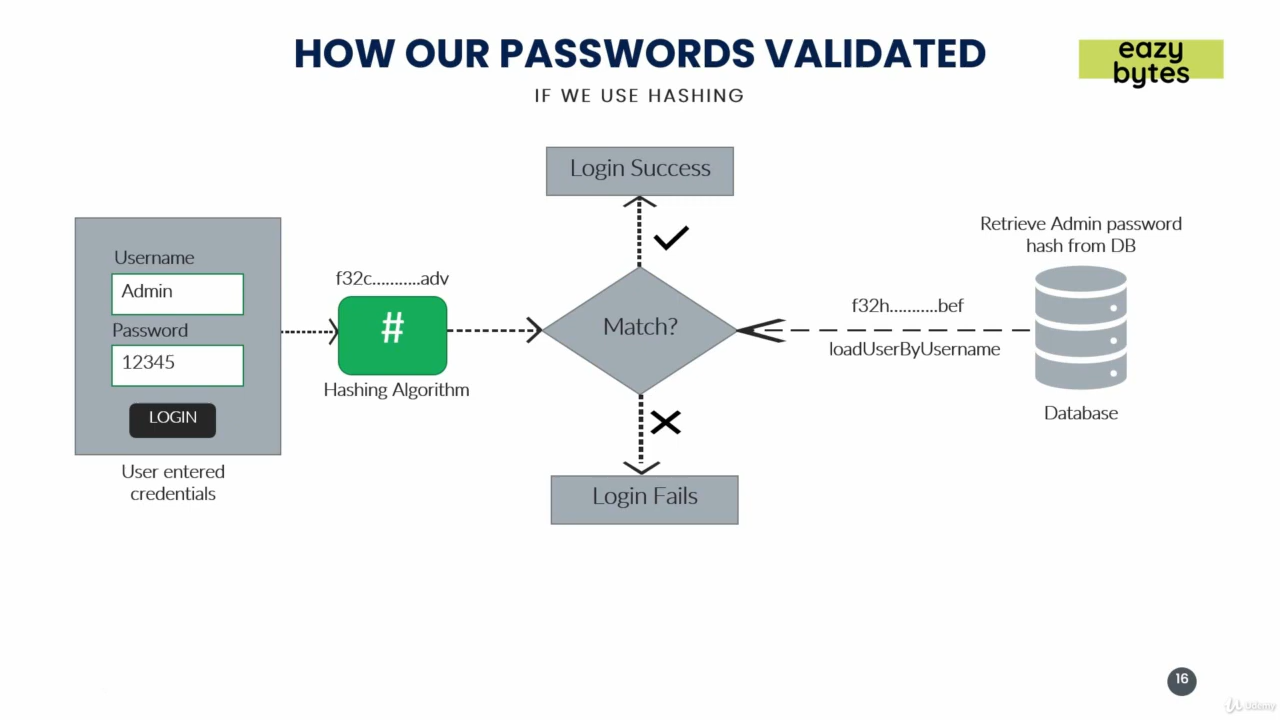 HOW OUR PASSWORDS VALIDATED
IF WE USE HASHING
eazy
bytes
Login Success
Username
Admin
Password
12345
LOGIN
User entered
credentials
f32c...........adv
#
Hashing Algorithm
Match?
Login Fails
Retrieve Admin password
hash from DB
f32h...........bef
loadUserByUsername
Database
16
Udemy